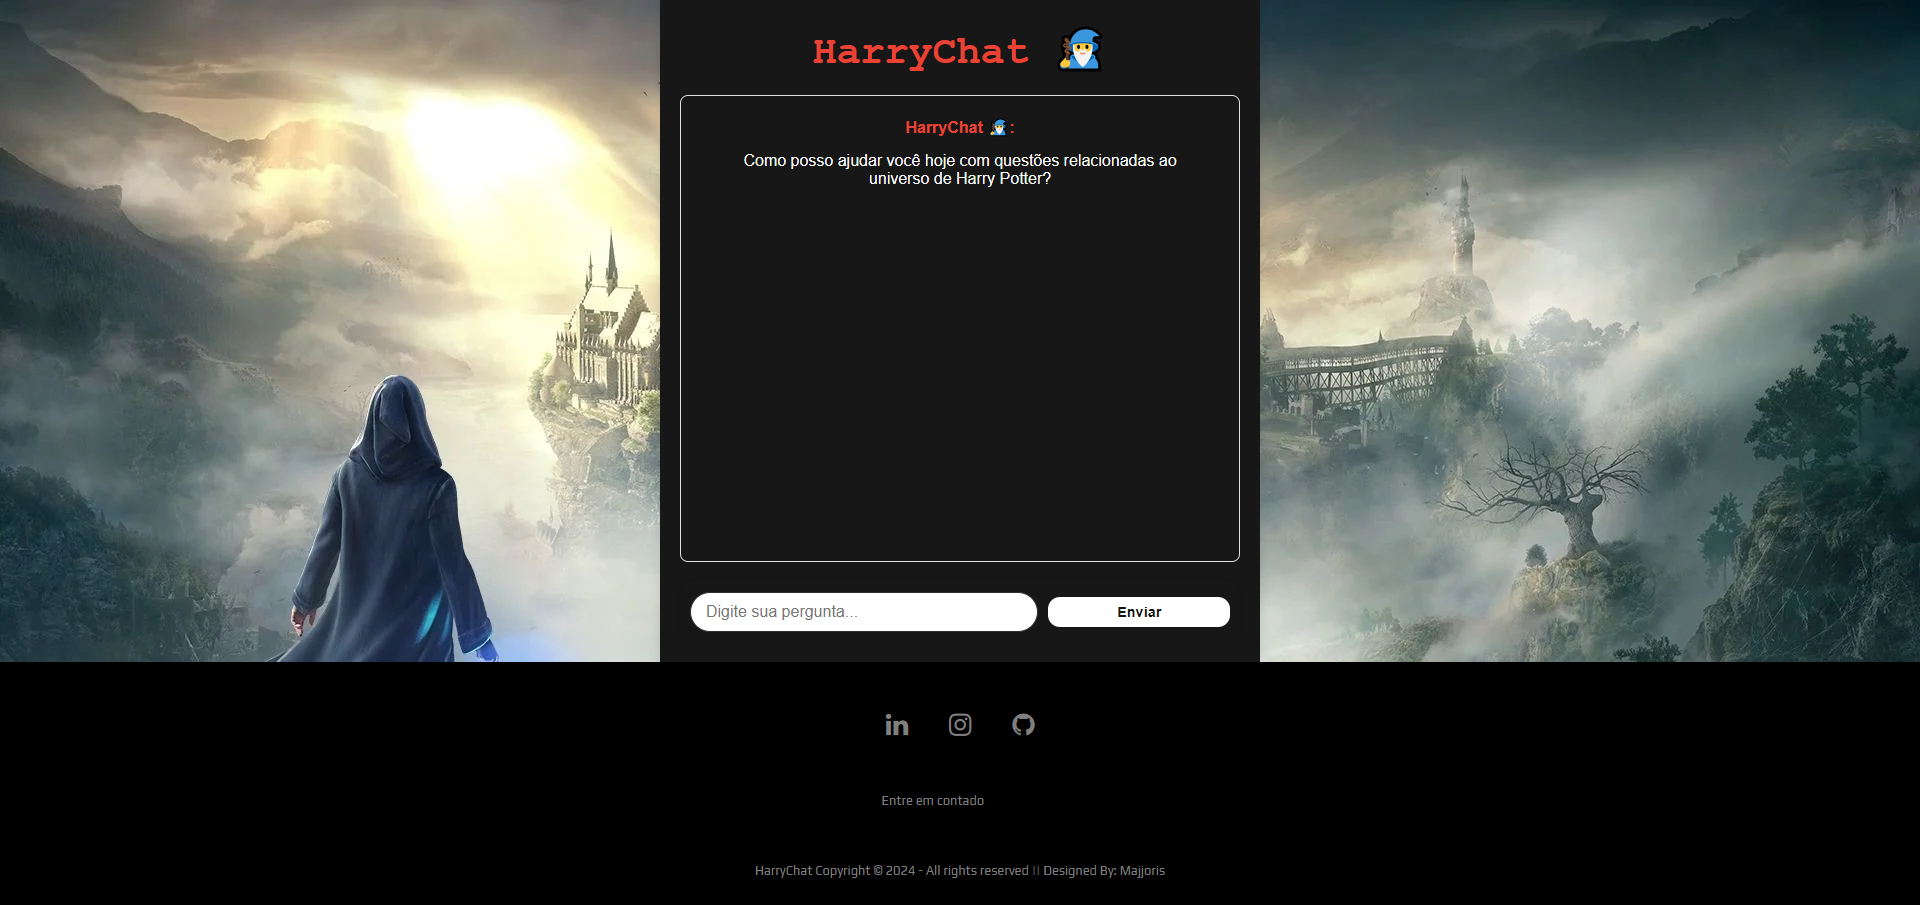 HarryChat 🧙‍♂️
HarryChat 🧙‍♂️:
Como posso ajudar você hoje com questões relacionadas ao
universo de Harry Potter?
Digite sua pergunta...
Enviar
Entre em contado
HarryChat Copyright © 2024 - All rights reserved || Designed By: Majjoris